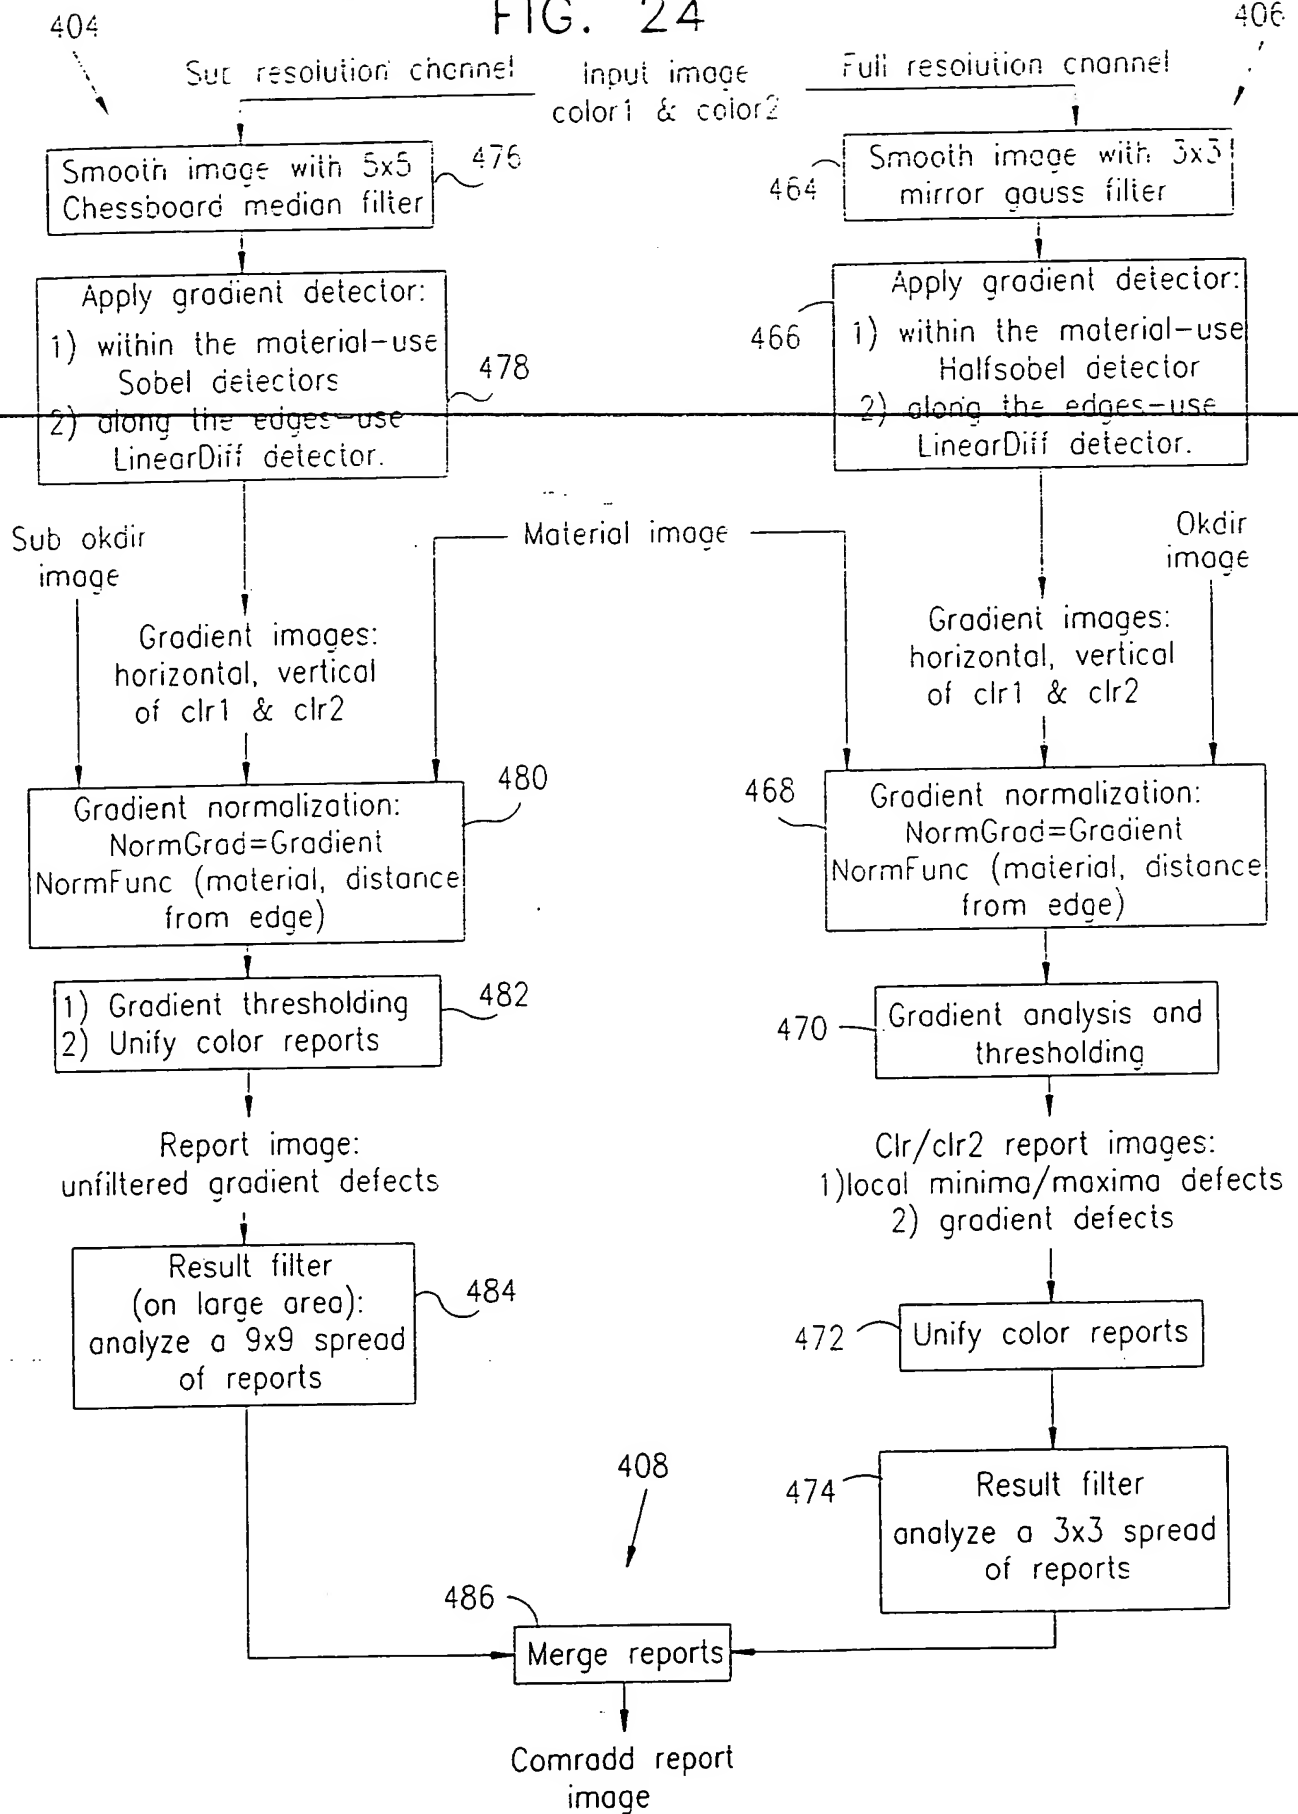 FIG. 24
404
406
Sub resolution channel
Input image
color1 & color2
Full resolution channel
Smooth image with 5x5
Chessboard median filter
476
464
Smooth image with 3x3
mirror gauss filter
Apply gradient detector:
1) within the material-use
Sobel detectors
2) along the edges-use
LinearDiff detector.
478
466
Apply gradient detector:
1) within the material-use
Halfsobel detector
2) along the edges-use
LinearDiff detector.
Sub okdir
image
Material image
Okdir
image
Gradient images:
horizontal, vertical
of clr1 & clr2
Gradient images:
horizontal, vertical
of clr1 & clr2
480
Gradient normalization:
NormGrad=Gradient
NormFunc (material, distance
from edge)
468
Gradient normalization:
NormGrad=Gradient
NormFunc (material, distance
from edge)
1) Gradient thresholding
2) Unify color reports
482
470
Gradient analysis and
thresholding
Report image:
unfiltered gradient defects
Clr/clr2 report images:
1)local minima/maxima defects
2) gradient defects
Result filter
(on large area):
analyze a 9x9 spread
of reports
484
472
Unify color reports
408
474
Result filter
analyze a 3x3 spread
of reports
486
Merge reports
Comradd report
image